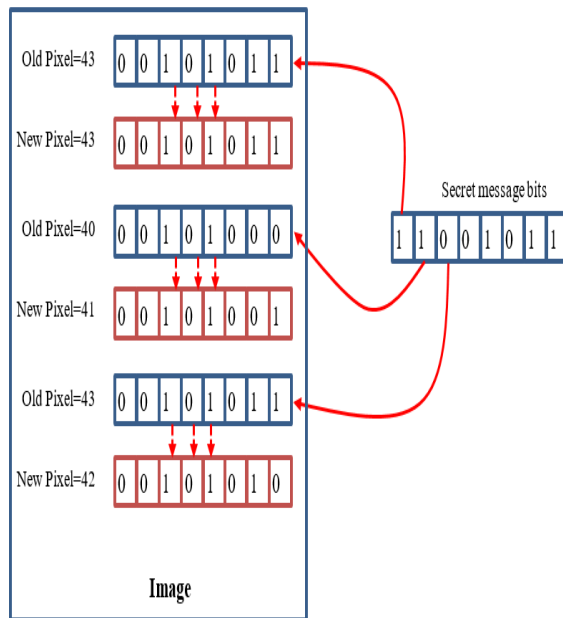 Old Pixel=43
0 0 1 0 1 0 1 1
New Pixel=43
0 0 1 0 1 0 1 1
Secret message bits
1 1 0 0 1 0 1 1
Old Pixel=40
0 0 1 0 1 0 0 0
New Pixel=41
0 0 1 0 1 0 0 1
Old Pixel=43
0 0 1 0 1 0 1 1
New Pixel=42
0 0 1 0 1 0 1 0
Image